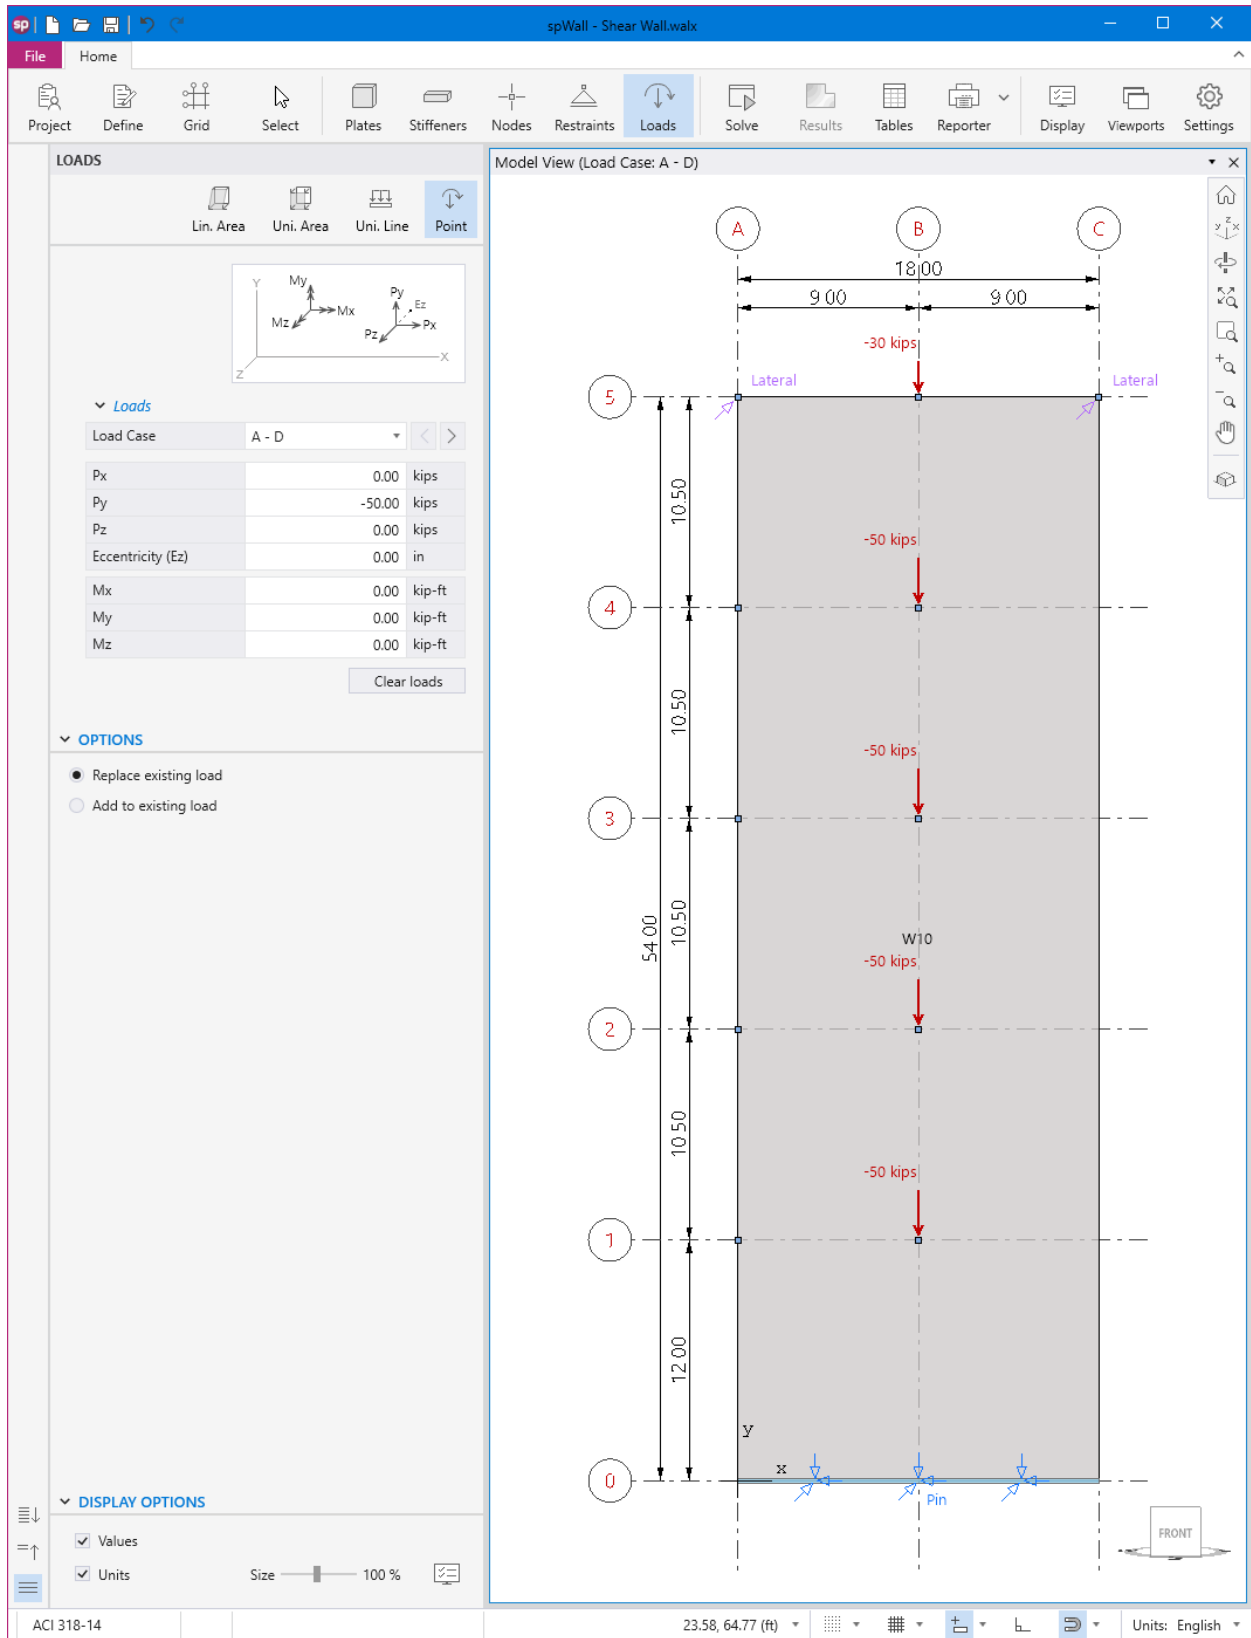 sp
spWall - Shear Wall.walx
File
Home
Project
Define
Grid
Select
Plates
Stiffeners
Nodes
Restraints
Loads
Solve
Results
Tables
Reporter
Display
Viewports
Settings
LOADS
Lin. Area
Uni. Area
Uni. Line
Point
Y
My
Mx
Mz
Py
Ez
Px
Pz
X
Z
Loads
Load Case
A - D
Px 0.00 kips
Py -50.00 kips
Pz 0.00 kips
Eccentricity (Ez) 0.00 in
Mx 0.00 kip-ft
My 0.00 kip-ft
Mz 0.00 kip-ft
Clear loads
OPTIONS
Replace existing load
Add to existing load
DISPLAY OPTIONS
Values
Units
Size
100 %
Model View (Load Case: A - D)
A
B
C
18.00
9.00
9.00
-30 kips
Lateral
Lateral
5
10.50
-50 kips
4
10.50
-50 kips
3
54.00
10.50
W10
-50 kips
2
10.50
-50 kips
1
12.00
y
x
0
Pin
z
y x
FRONT
ACI 318-14
23.58, 64.77 (ft)
Units: English